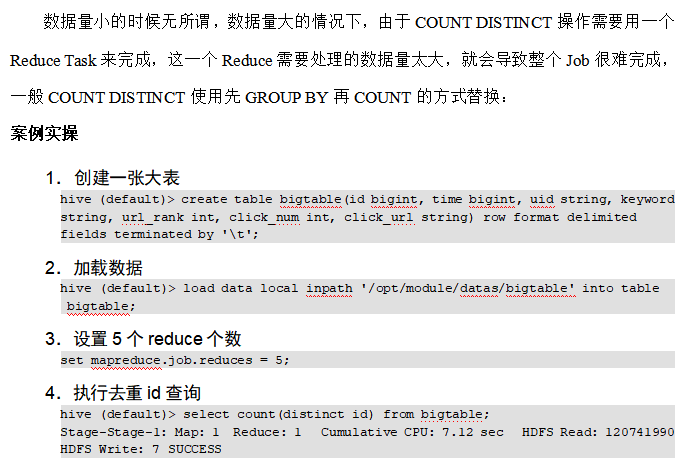 数据量小的时候无所谓，数据量大的情况下，由于 COUNT DISTINCT 操作需要用一个
Reduce Task 来完成，这一个 Reduce 需要处理的数据量太大，就会导致整个 Job 很难完成，
一般 COUNT DISTINCT 使用先 GROUP BY 再 COUNT 的方式替换：
案例实操
1．创建一张大表
hive (default)> create table bigtable(id bigint, time bigint, uid string, keyword
string, url_rank int, click_num int, click_url string) row format delimited
fields terminated by '\t';
2．加载数据
hive (default)> load data local inpath '/opt/module/datas/bigtable' into table
bigtable;
3．设置 5 个 reduce 个数
set mapreduce.job.reduces = 5;
4．执行去重 id 查询
hive (default)> select count(distinct id) from bigtable;
Stage-Stage-1: Map: 1 Reduce: 1 Cumulative CPU: 7.12 sec HDFS Read: 120741990
HDFS Write: 7 SUCCESS